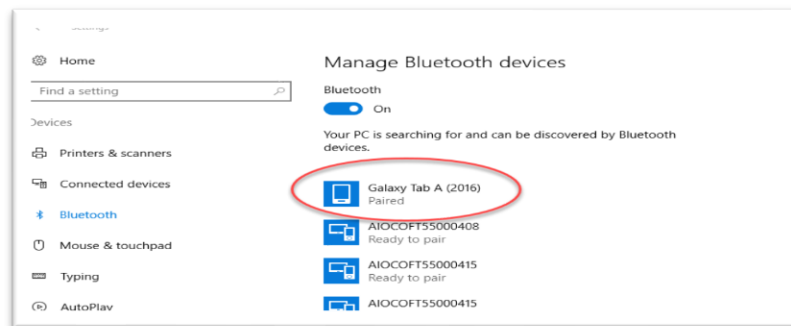 Settings
Home
Find a setting
Devices
Printers & scanners
Connected devices
Bluetooth
Mouse & touchpad
Typing
AutoPlay
Manage Bluetooth devices
Bluetooth
On
Your PC is searching for and can be discovered by Bluetooth
devices.
Galaxy Tab A (2016)
Paired
AIOCOFT55000408
Ready to pair
AIOCOFT55000415
Ready to pair
AIOCOFT55000415